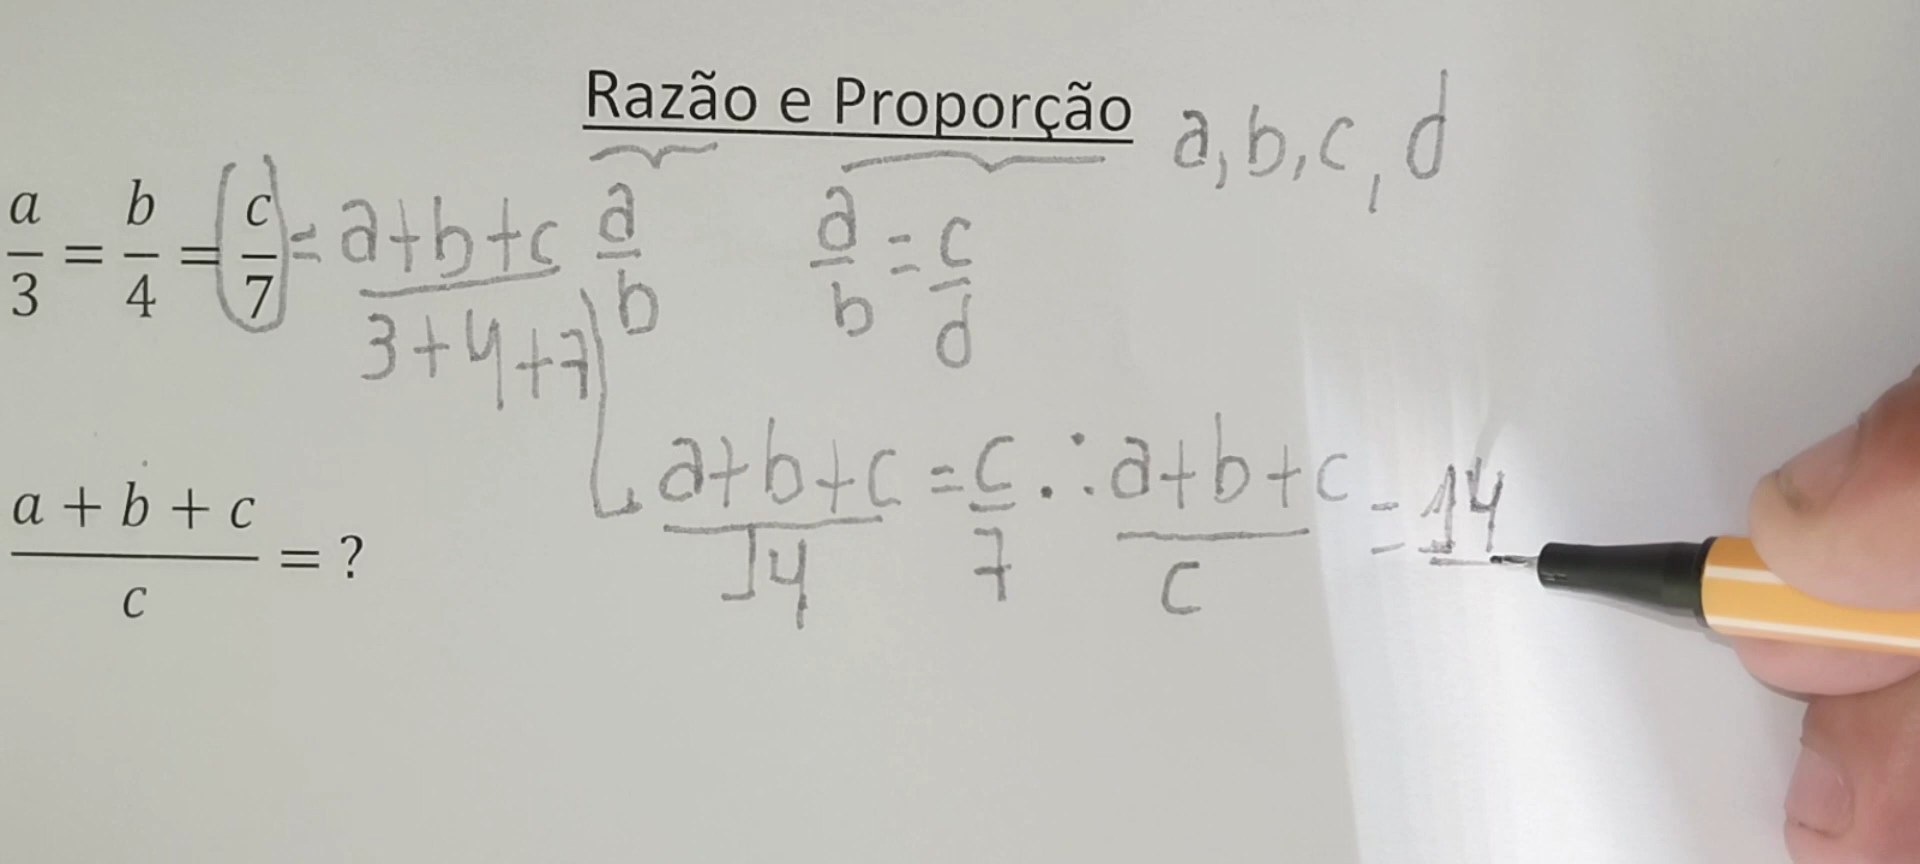 Razão e Proporção a, b, c, d
a/3 = b/4 = (c/7) = a+b+c/3+4+7
a/b
a/b = c/d
a+b+c/14 = c/7 ∴ a+b+c/c = 14
a + b + c/c = ?